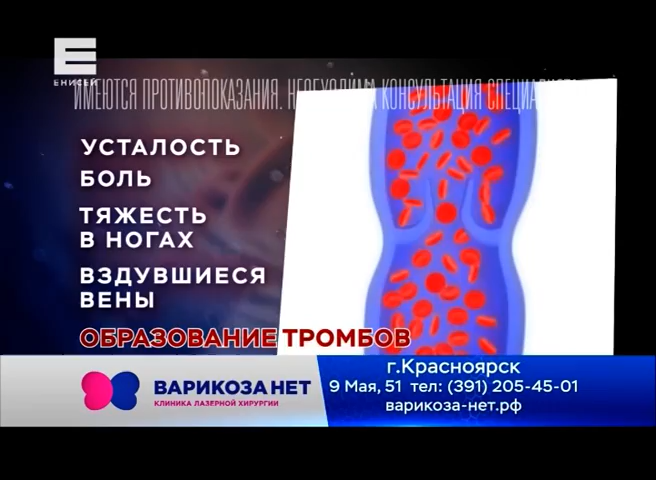 Е
ЕНИСЕЙ
ИМЕЮТСЯ ПРОТИВОПОКАЗАНИЯ. НЕОБХОДИМА КОНСУЛЬТАЦИЯ СПЕЦИАЛИСТА
УСТАЛОСТЬ
БОЛЬ
ТЯЖЕСТЬ
В НОГАХ
ВЗДУВШИЕСЯ
ВЕНЫ
ОБРАЗОВАНИЕ ТРОМБОВ
ВАРИКОЗА НЕТ
КЛИНИКА ЛАЗЕРНОЙ ХИРУРГИИ
г.Красноярск
9 Мая, 51 тел: (391) 205-45-01
варикоза-нет.рф